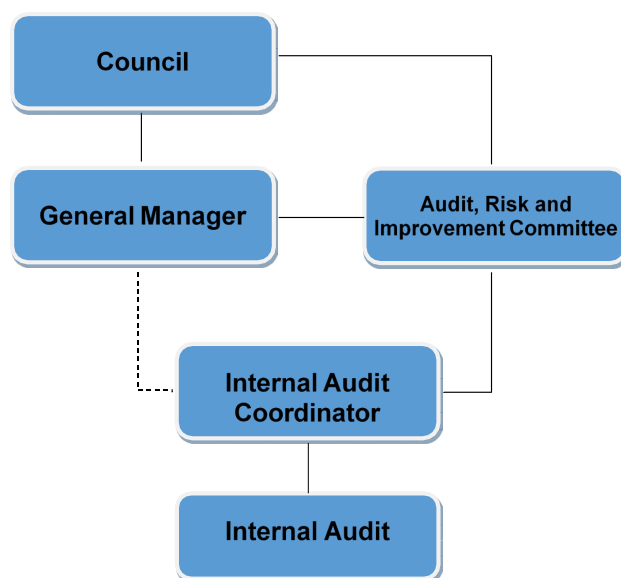 Council
General Manager
Audit, Risk and
Improvement Committee
Internal Audit
Coordinator
Internal Audit